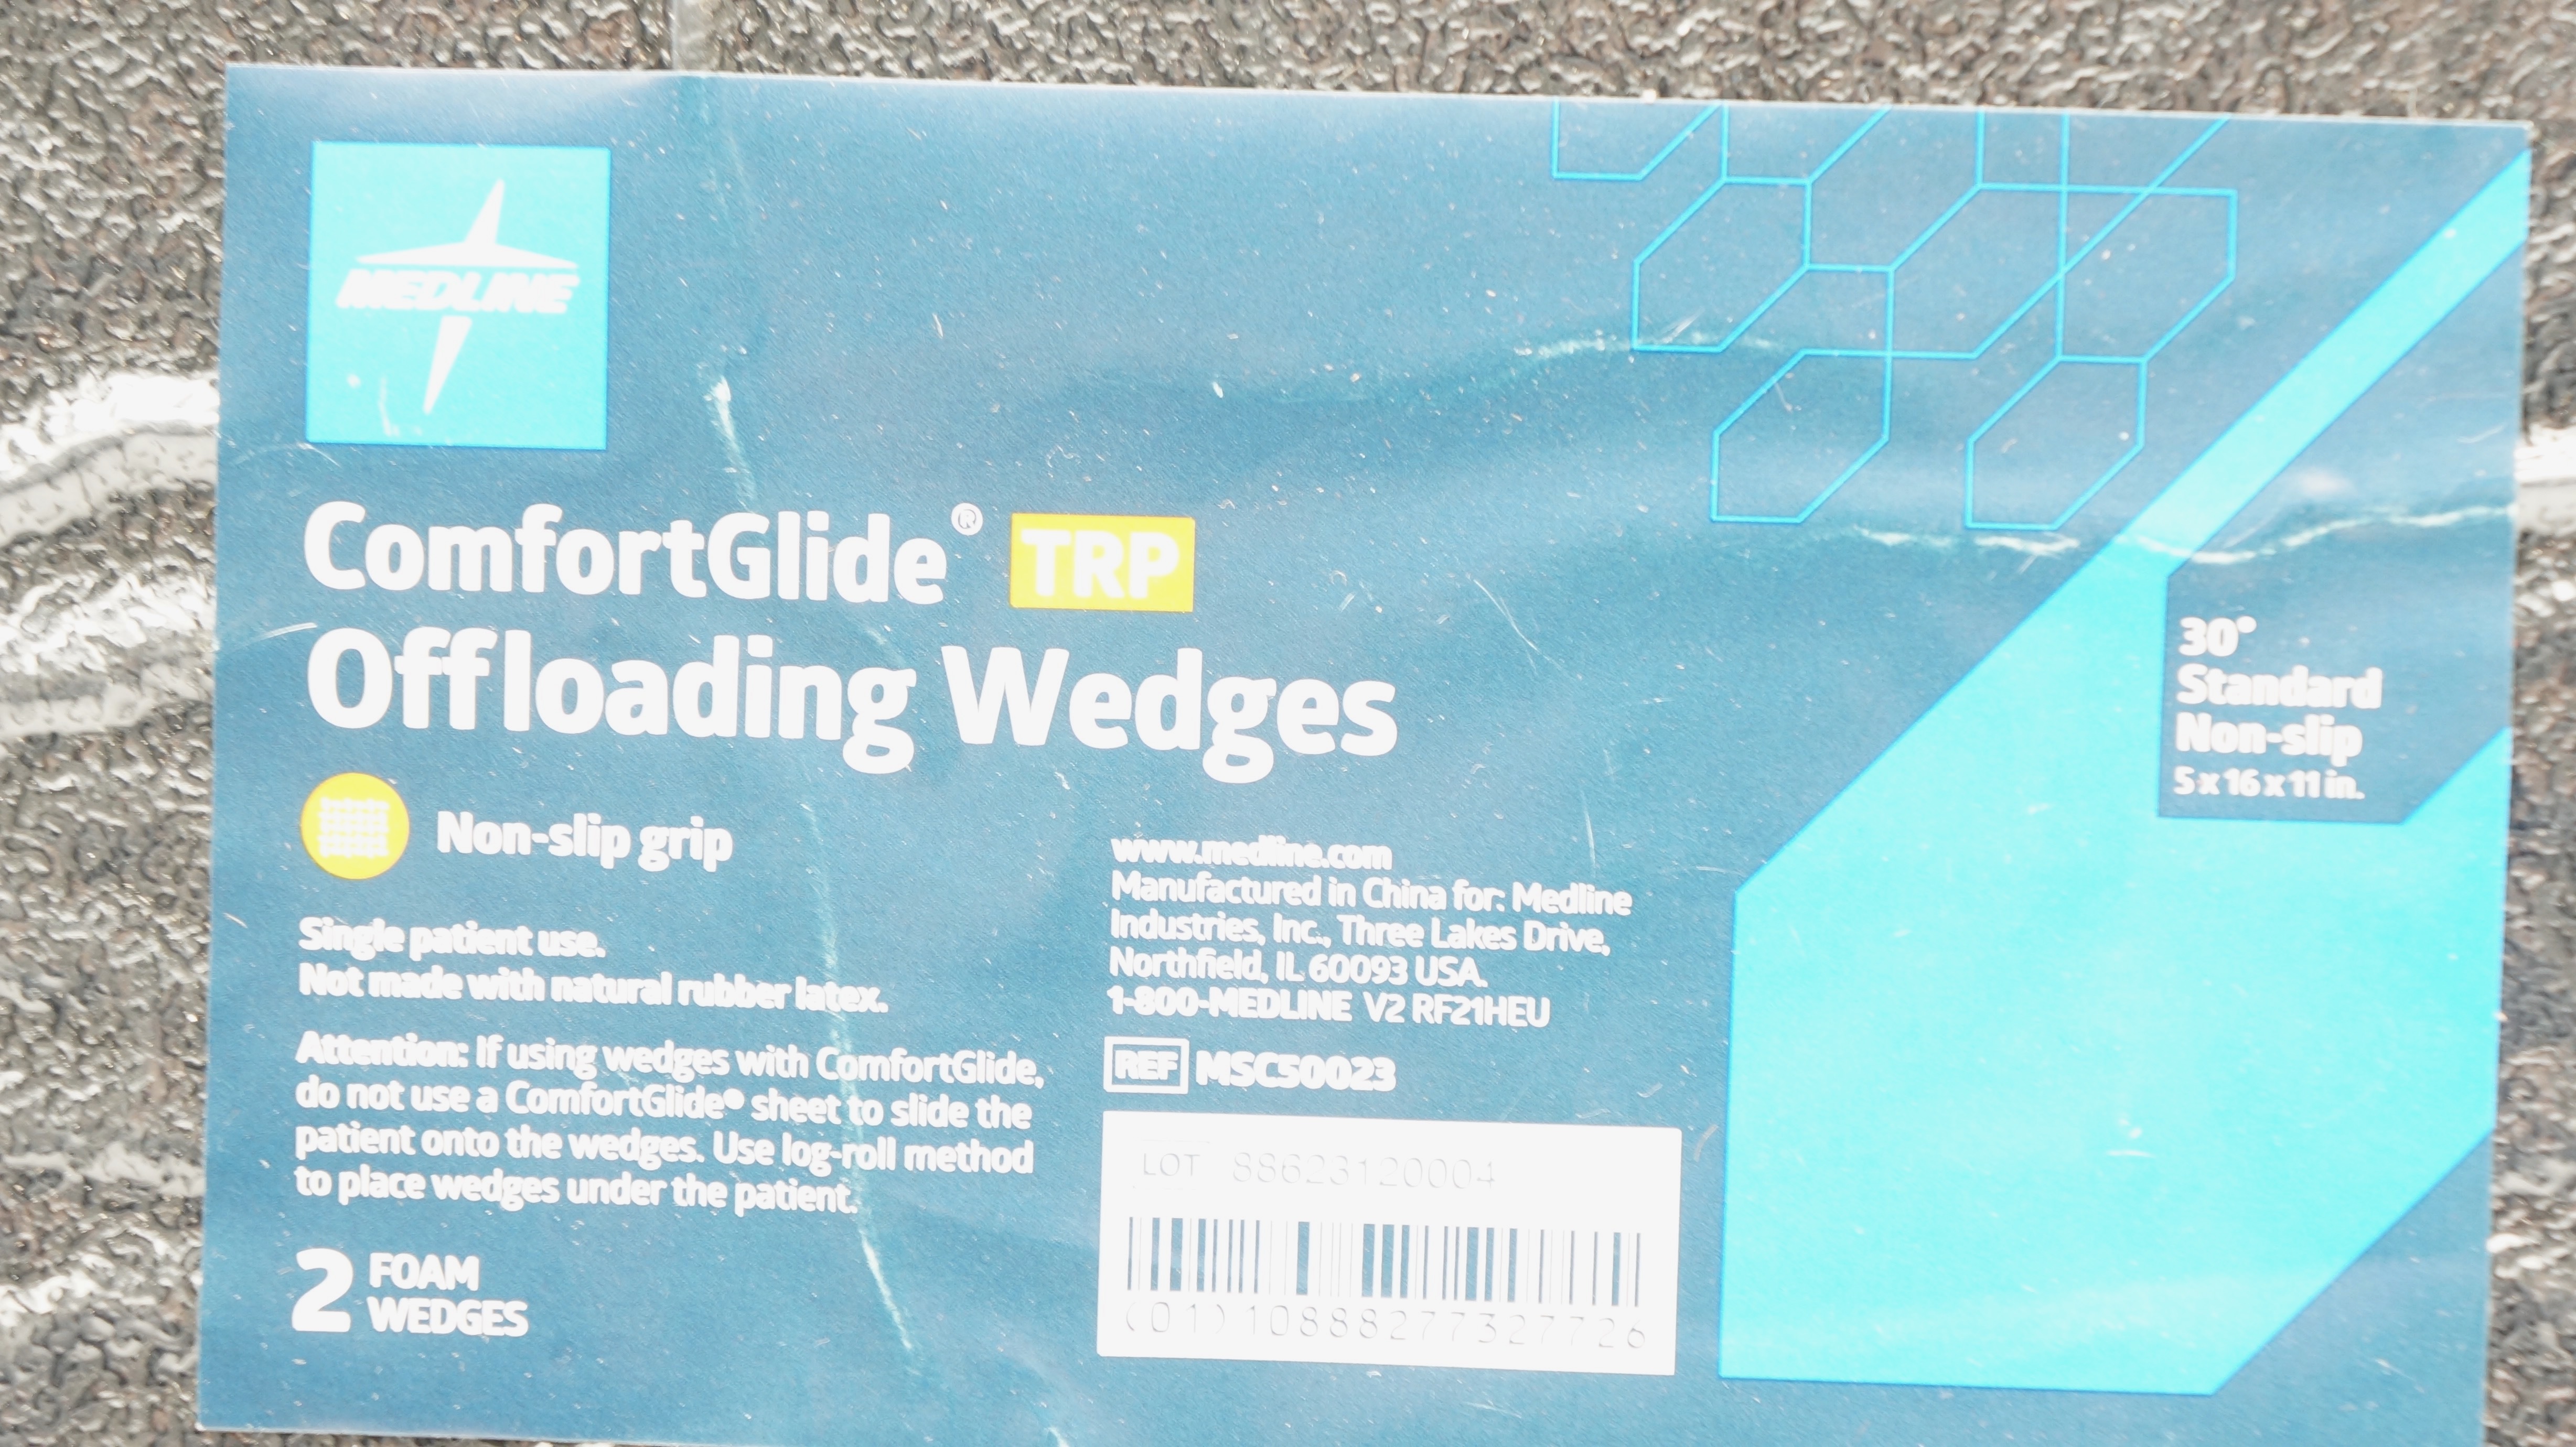 MEDLINE
ComfortGlide® TRP
Offloading Wedges
Non-slip grip
Single patient use.
Not made with natural rubber latex.
Attention: If using wedges with ComfortGlide,
do not use a ComfortGlide® sheet to slide the
patient onto the wedges. Use log-roll method
to place wedges under the patient.
2 FOAM
WEDGES
www.medline.com
Manufactured in China for: Medline
Industries, Inc., Three Lakes Drive,
Northfield, IL 60093 USA.
1-800-MEDLINE V2 RF21HEU
REF MSC50023
LOT 88623120004
(01)10888277327726
30°
Standard
Non-slip
5 x 16 x 11 in.